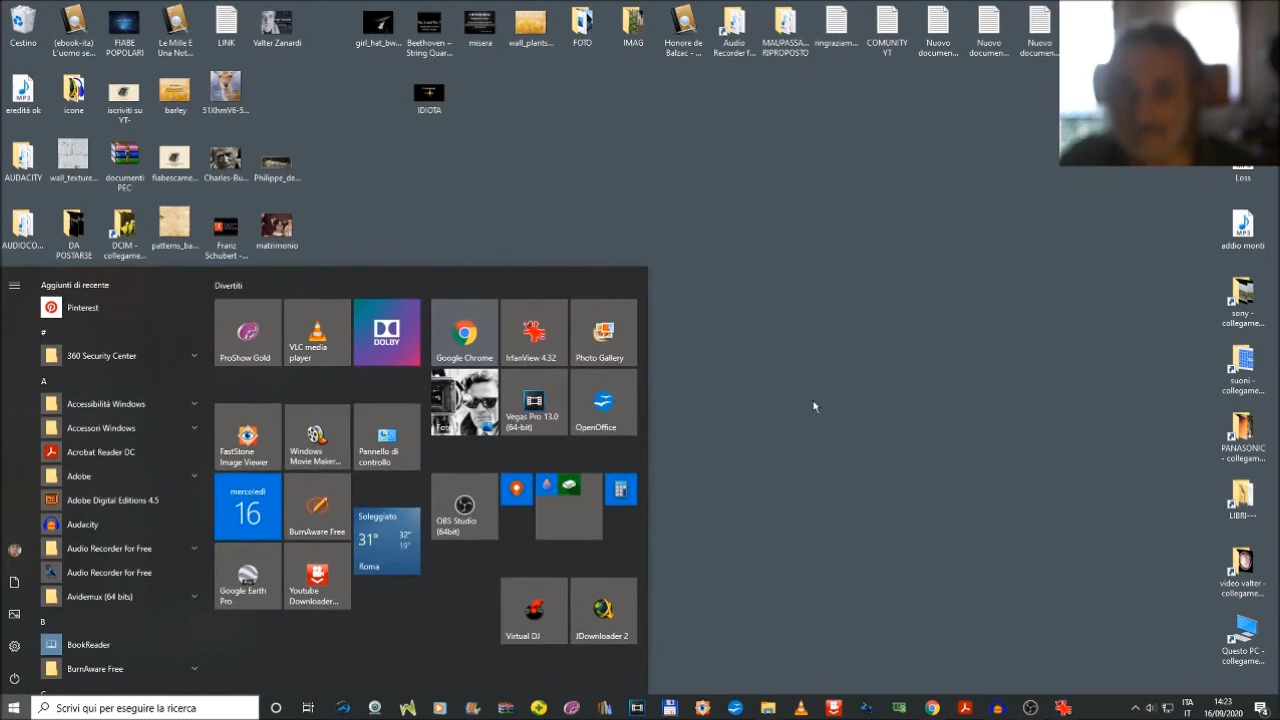 Cestino
(ebook-ita)
L'uomo se...
FIABE
POPOLARI
Le Mille E
Una Not...
LINK
Valter Zanardi
girl_hat_bw...
Beethoven –
String Quar...
misera
wall_plants...
FOTO
IMAG
Honore de
Balzac - ...
Audio
Recorder f...
MAUPASSA...
RIPROPOSTO
ringraziam...
COMUNITY
YT
Nuovo
documen...
Nuovo
documen...
Nuovo
documen...
eredità ok
icone
iscriviti su
YT-
barley
51XhmV6-5...
IDIOTA
AUDACITY
wall_texture...
documenti
PEC
fiabescame...
Charles-Bu...
Philippe_de...
Loss
AUDIOCO...
DA
POSTAR3E
DCIM -
collegame...
patterns_ba...
Franz
Schubert -...
matrimonio
addio monti
sony -
collegame...
suoni -
collegame...
PANASONIC
- collegam...
LIBRI---
video valter -
collegame...
Questo PC -
collegame...
Aggiunti di recente
Pinterest
#
360 Security Center
A
Accessibilità Windows
Accessori Windows
Acrobat Reader DC
Adobe
Adobe Digital Editions 4.5
Audacity
Audio Recorder for Free
Audio Recorder for Free
Avidemux (64 bits)
B
BookReader
BurnAware Free
Divertiti
ProShow Gold
VLC media
player
DOLBY
Google Chrome
IrfanView 4.32
Photo Gallery
Foto
Vegas Pro 13.0
(64-bit)
OpenOffice
FastStone
Image Viewer
Windows
Movie Maker...
Pannello di
controllo
mercoledì
16
BurnAware Free
Soleggiato
31° 32°
19°
Roma
OBS Studio
(64bit)
Google Earth
Pro
Youtube
Downloader...
Virtual DJ
JDownloader 2
Scrivi qui per eseguire la ricerca
ITA
IT
14:23
16/09/2020
4